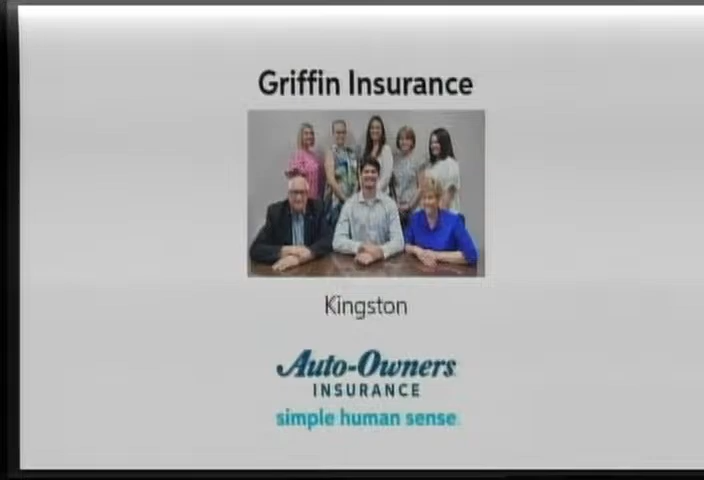 Griffin Insurance
Kingston
Auto-Owners
INSURANCE
simple human sense.